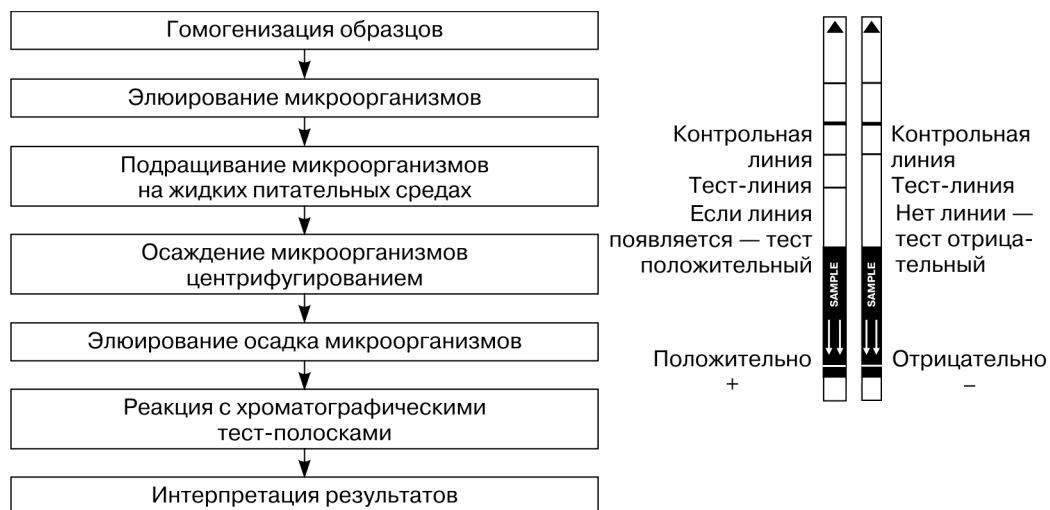 Гомогенизация образцов
Элюирование микроорганизмов
Подращивание микроорганизмов
на жидких питательных средах
Осаждение микроорганизмов
центрифугированием
Элюирование осадка микроорганизмов
Реакция с хроматографическими
тест-полосками
Интерпретация результатов
Контрольная
линия
Тест-линия
Если линия
появляется — тест
положительный
Положительно
+
SAMPLE
SAMPLE
Контрольная
линия
Тест-линия
Нет линии —
тест отрица-
тельный
Отрицательно
–